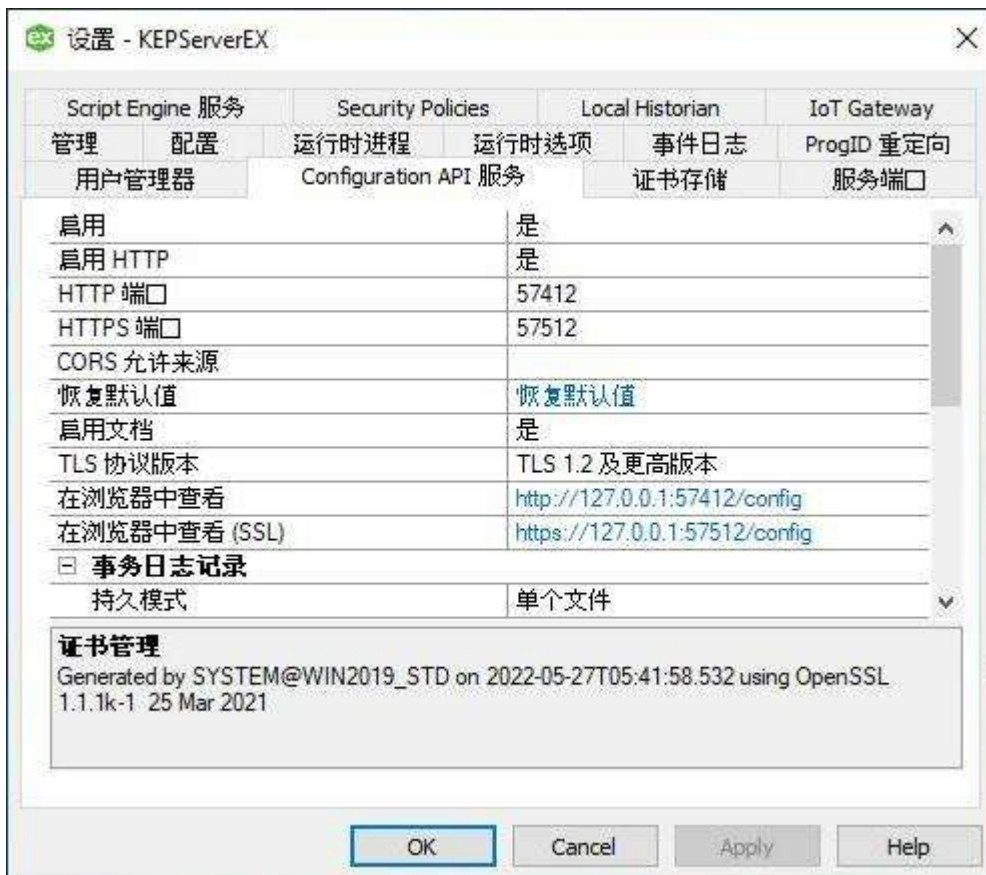 ex 设置 - KEPServerEX
Script Engine 服务 Security Policies Local Historian IoT Gateway
管理 配置 运行时进程 运行时选项 事件日志 ProgID 重定向
用户管理器 Configuration API 服务 证书存储 服务端口
启用 是
启用 HTTP 是
HTTP 端口 57412
HTTPS 端口 57512
CORS 允许来源
恢复默认值 恢复默认值
启用文档 是
TLS 协议版本 TLS 1.2 及更高版本
在浏览器中查看 http://127.0.0.1:57412/config
在浏览器中查看 (SSL) https://127.0.0.1:57512/config
事务日志记录
持久模式 单个文件
证书管理
Generated by SYSTEM@WIN2019_STD on 2022-05-27T05:41:58.532 using OpenSSL
1.1.1k-1 25 Mar 2021
OK Cancel Apply Help